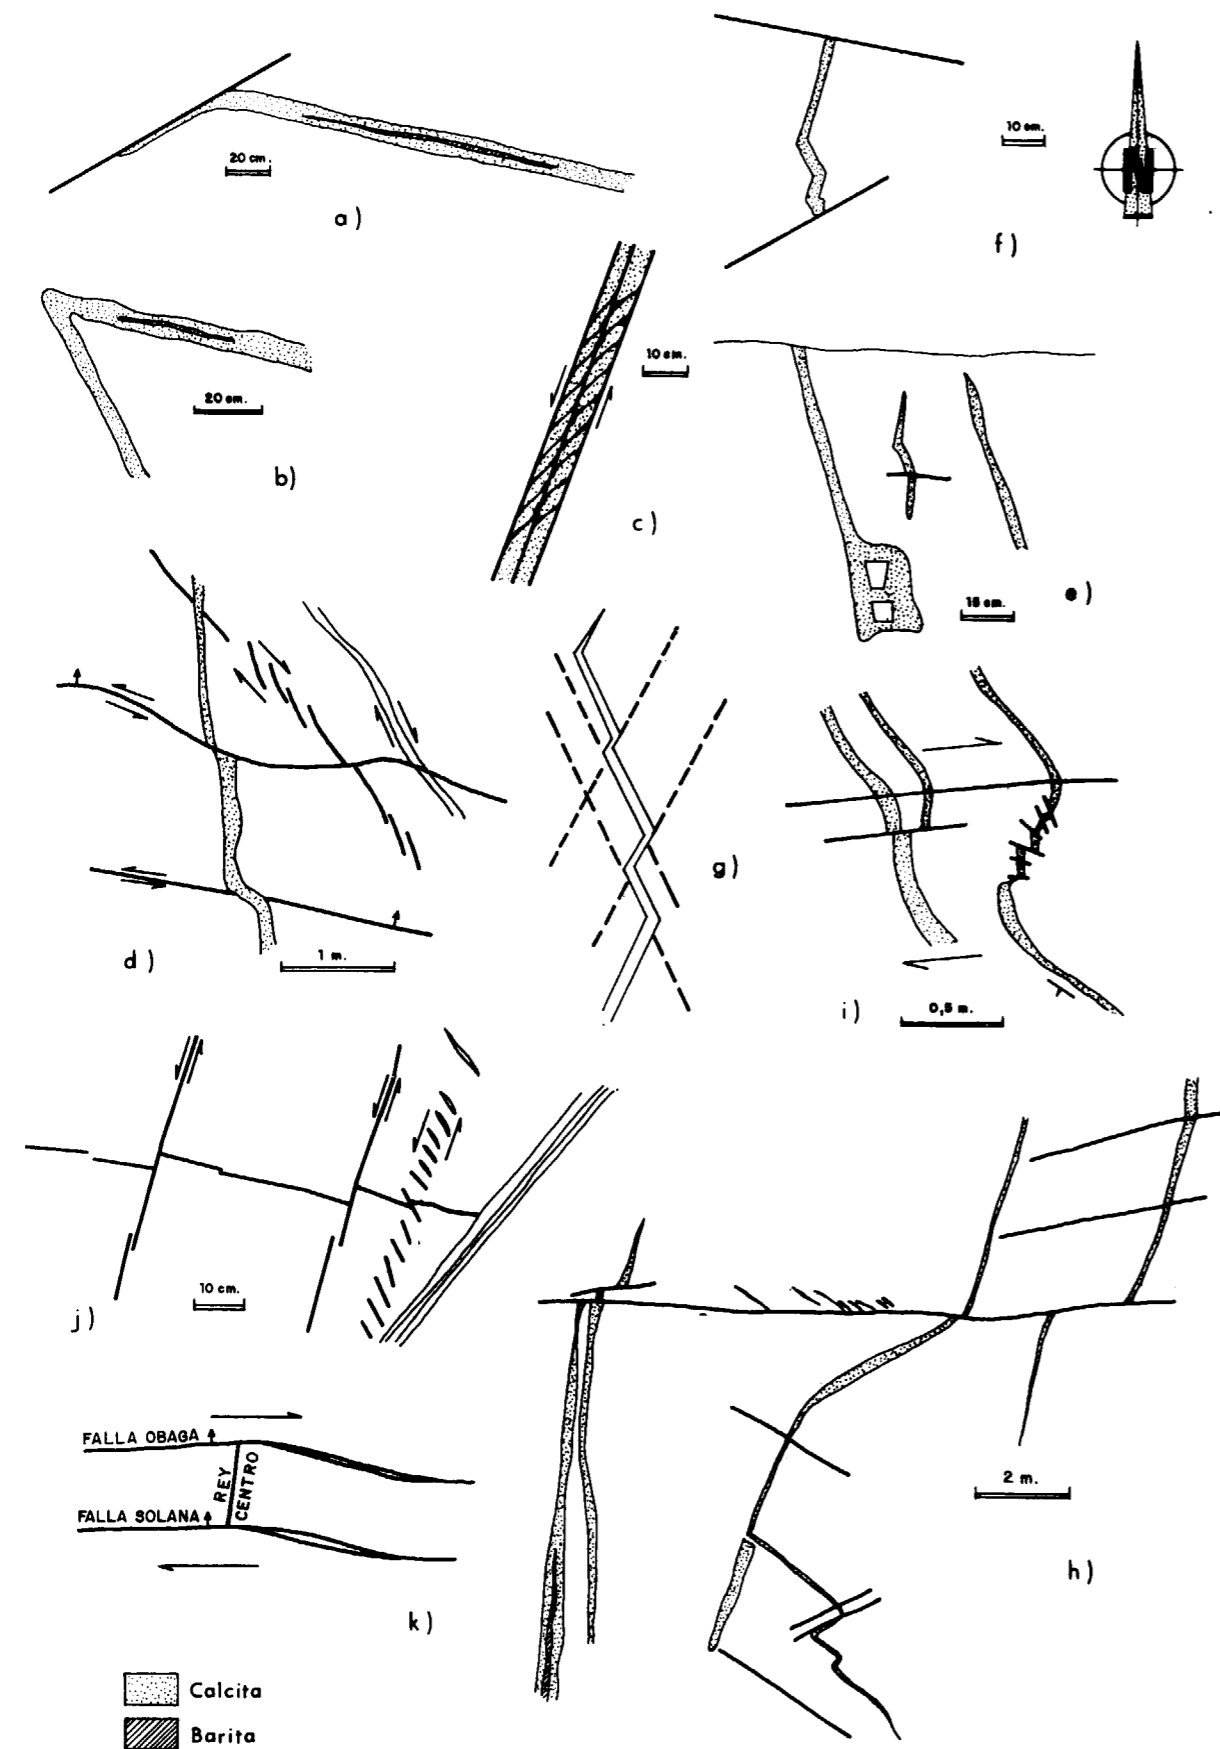 20 cm.
a)
10 cm.
N
f)
20 cm.
b)
10 cm.
c)
15 cm.
e)
1 m.
d)
g)
0,5 m.
i)
10 cm.
j)
FALLA OBAGA
REY
CENTRO
FALLA SOLANA
k)
2 m.
h)
Calcita
Barita